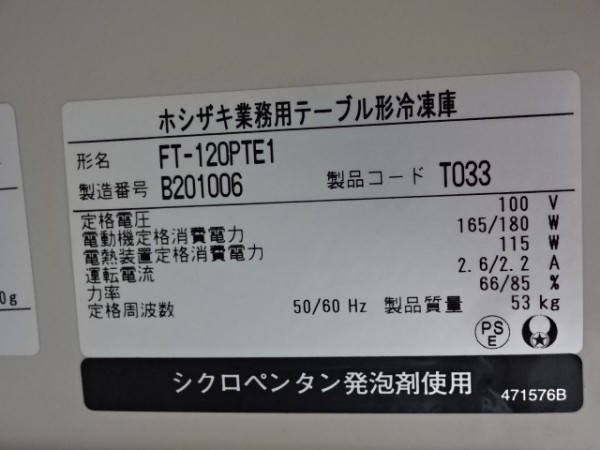 ホシザキ業務用テーブル形冷凍庫
形名 FT-120PTE1
製造番号 B201006 製品コード T033
定格電圧 100 V
電動機定格消費電力 165/180 W
電熱装置定格消費電力 115 W
運転電流 2.6/2.2 A
力率 66/85 %
定格周波数 50/60 Hz 製品質量 53 kg
PS
E
シクロペンタン発泡剤使用 471576B
0g